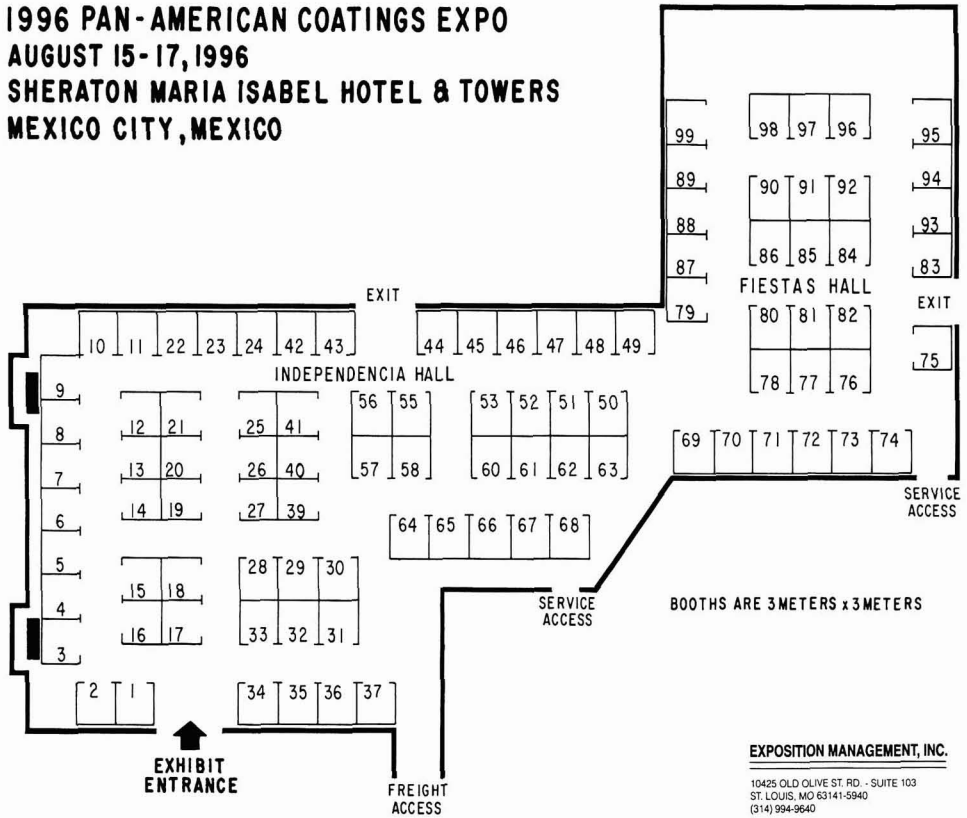 1996 PAN-AMERICAN COATINGS EXPO
AUGUST 15-17, 1996
SHERATON MARIA ISABEL HOTEL & TOWERS
MEXICO CITY, MEXICO
99
98 97 96
95
89
90 91 92
94
88
93
87
86 85 84
83
FIESTAS HALL
79
80 81 82
EXIT
75
78 77 76
69 70 71 72 73 74
SERVICE
ACCESS
EXIT
10 11 22 23 24 42 43
44 45 46 47 48 49
INDEPENDENCIA HALL
9
56 55
53 52 51 50
12 21
25 41
8
57 58
60 61 62 63
13 20
26 40
7
14 19
27 39
6
64 65 66 67 68
5
28 29 30
15 18
4
33 32 31
16 17
3
2 1
34 35 36 37
SERVICE
ACCESS
BOOTHS ARE 3 METERS x 3 METERS
EXHIBIT
ENTRANCE
FREIGHT
ACCESS
EXPOSITION MANAGEMENT, INC.
10425 OLD OLIVE ST. RD. - SUITE 103
ST. LOUIS, MO 63141-5940
(314) 994-9640